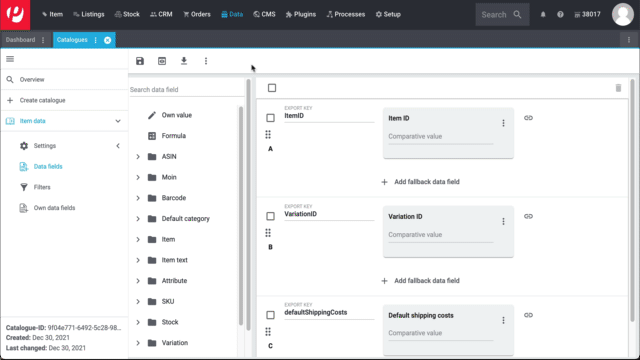 Item
Listings
Stock
CRM
Orders
Data
CMS
Plugins
Processes
Setup
Search
38017
Dashboard
Catalogues
Overview
Create catalogue
Item data
Settings
Data fields
Filters
Own data fields
Catalogue-ID: 9f04e771-6492-5c28-98...
Created: Dec 30, 2021
Last changed: Dec 30, 2021
Search data field
Own value
Formula
ASIN
Moin
Barcode
Default category
Item
Item text
Attribute
SKU
Stock
Variation
EXPORT KEY
ItemID
A
Item ID
Comparative value
Add fallback data field
EXPORT KEY
VariationID
B
Variation ID
Comparative value
Add fallback data field
EXPORT KEY
defaultShippingCosts
C
Default shipping costs
Comparative value